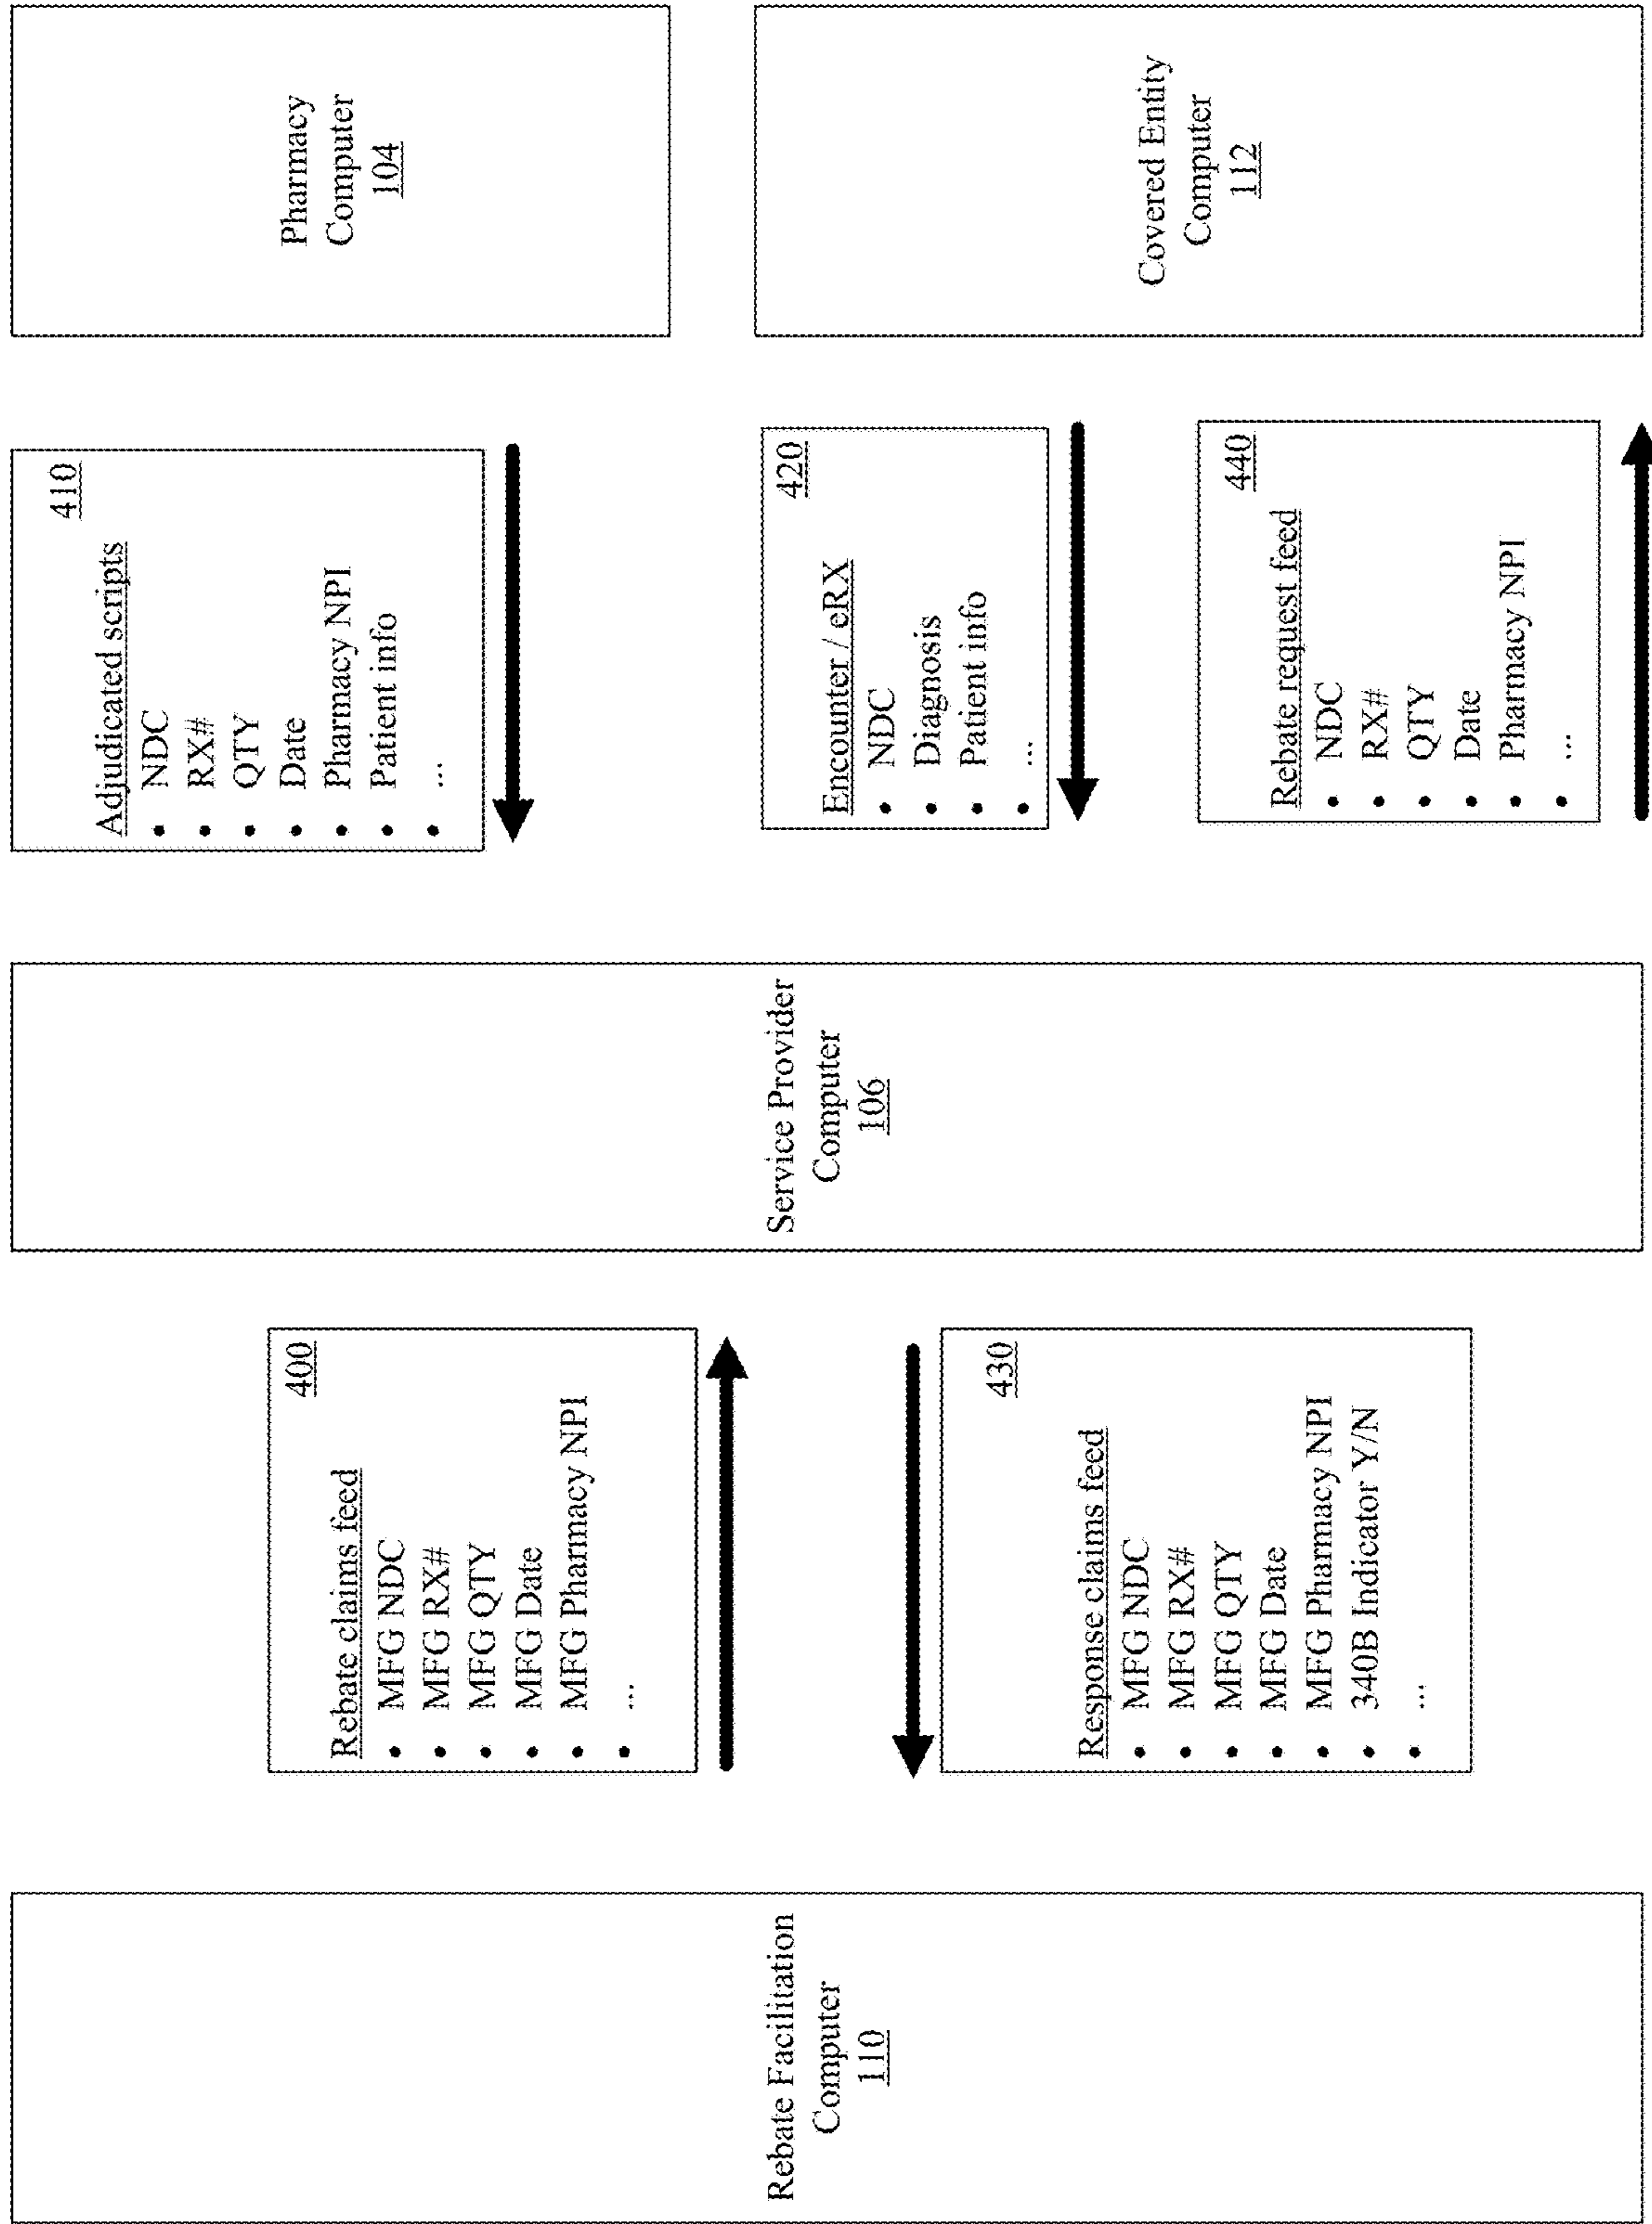 Rebate Facilitation
Computer
110
400
Rebate claims feed
• MFG NDC
• MFG RX#
• MFG QTY
• MFG Date
• MFG Pharmacy NPI
• ...
430
Response claims feed
• MFG NDC
• MFG RX#
• MFG QTY
• MFG Date
• MFG Pharmacy NPI
• 340B Indicator Y/N
• ...
Service Provider
Computer
106
410
Adjudicated scripts
• NDC
• RX#
• QTY
• Date
• Pharmacy NPI
• Patient info
• ...
420
Encounter / eRX
• NDC
• Diagnosis
• Patient info
• ...
440
Rebate request feed
• NDC
• RX#
• QTY
• Date
• Pharmacy NPI
• ...
Pharmacy
Computer
104
Covered Entity
Computer
112